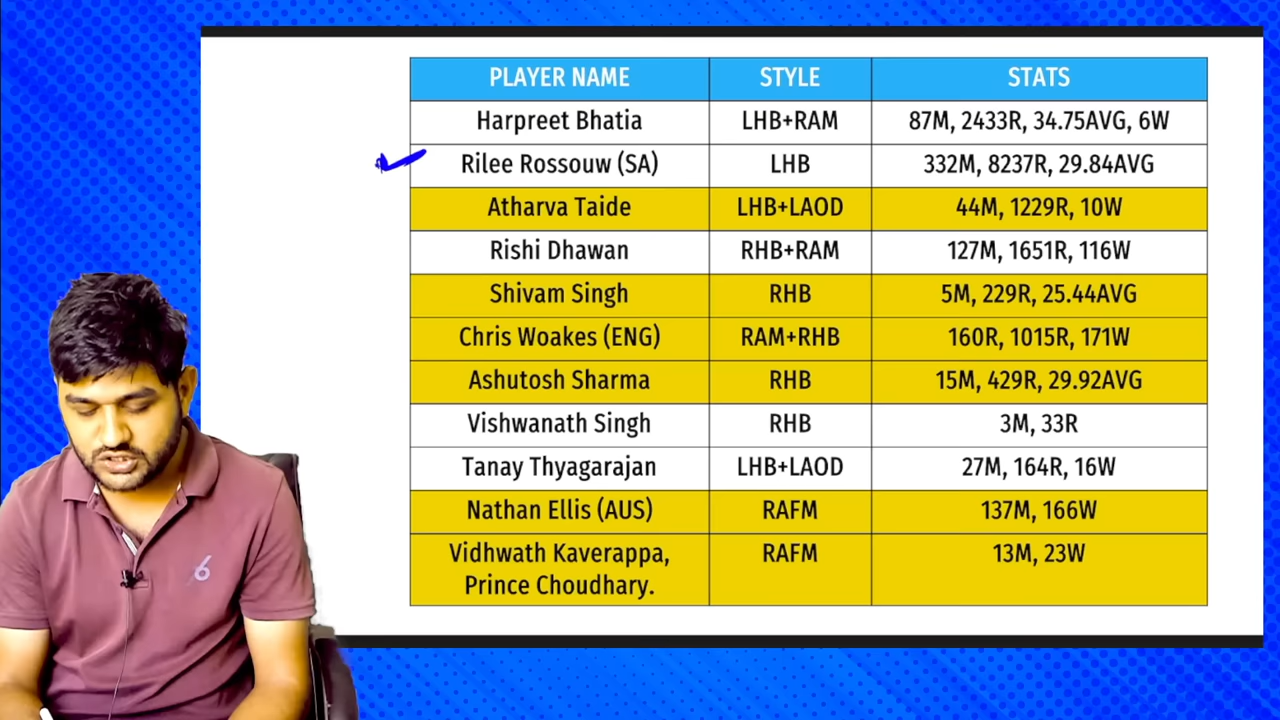 PLAYER NAME STYLE STATS
Harpreet Bhatia LHB+RAM 87M, 2433R, 34.75AVG, 6W
Rilee Rossouw (SA) LHB 332M, 8237R, 29.84AVG
Atharva Taide LHB+LAOD 44M, 1229R, 10W
Rishi Dhawan RHB+RAM 127M, 1651R, 116W
Shivam Singh RHB 5M, 229R, 25.44AVG
Chris Woakes (ENG) RAM+RHB 160R, 1015R, 171W
Ashutosh Sharma RHB 15M, 429R, 29.92AVG
Vishwanath Singh RHB 3M, 33R
Tanay Thyagarajan LHB+LAOD 27M, 164R, 16W
Nathan Ellis (AUS) RAFM 137M, 166W
Vidhwath Kaverappa, RAFM 13M, 23W
Prince Choudhary.
6